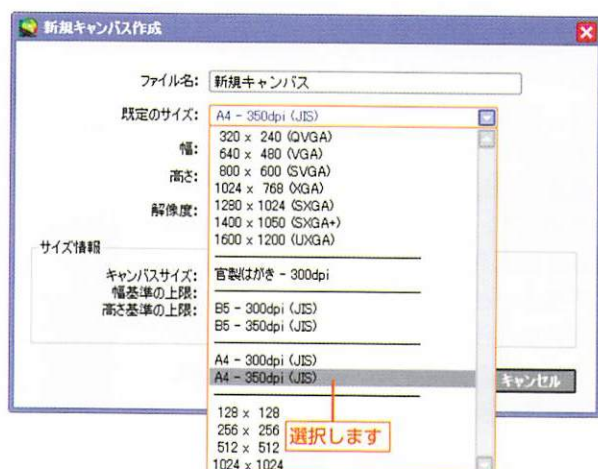 新規キャンバス作成
ファイル名: 新規キャンバス
既定のサイズ: A4 - 350dpi (JIS)
幅:
高さ:
解像度:
320 x 240 (QVGA)
640 x 480 (VGA)
800 x 600 (SVGA)
1024 x 768 (XGA)
1280 x 1024 (SXGA)
1400 x 1050 (SXGA+)
1600 x 1200 (UXGA)
サイズ情報
キャンバスサイズ:
幅基準の上限:
高さ基準の上限:
官製はがき - 300dpi
B5 - 300dpi (JIS)
B5 - 350dpi (JIS)
A4 - 300dpi (JIS)
A4 - 350dpi (JIS)
キャンセル
128 x 128
256 x 256
512 x 512
1024 x 1024
選択します